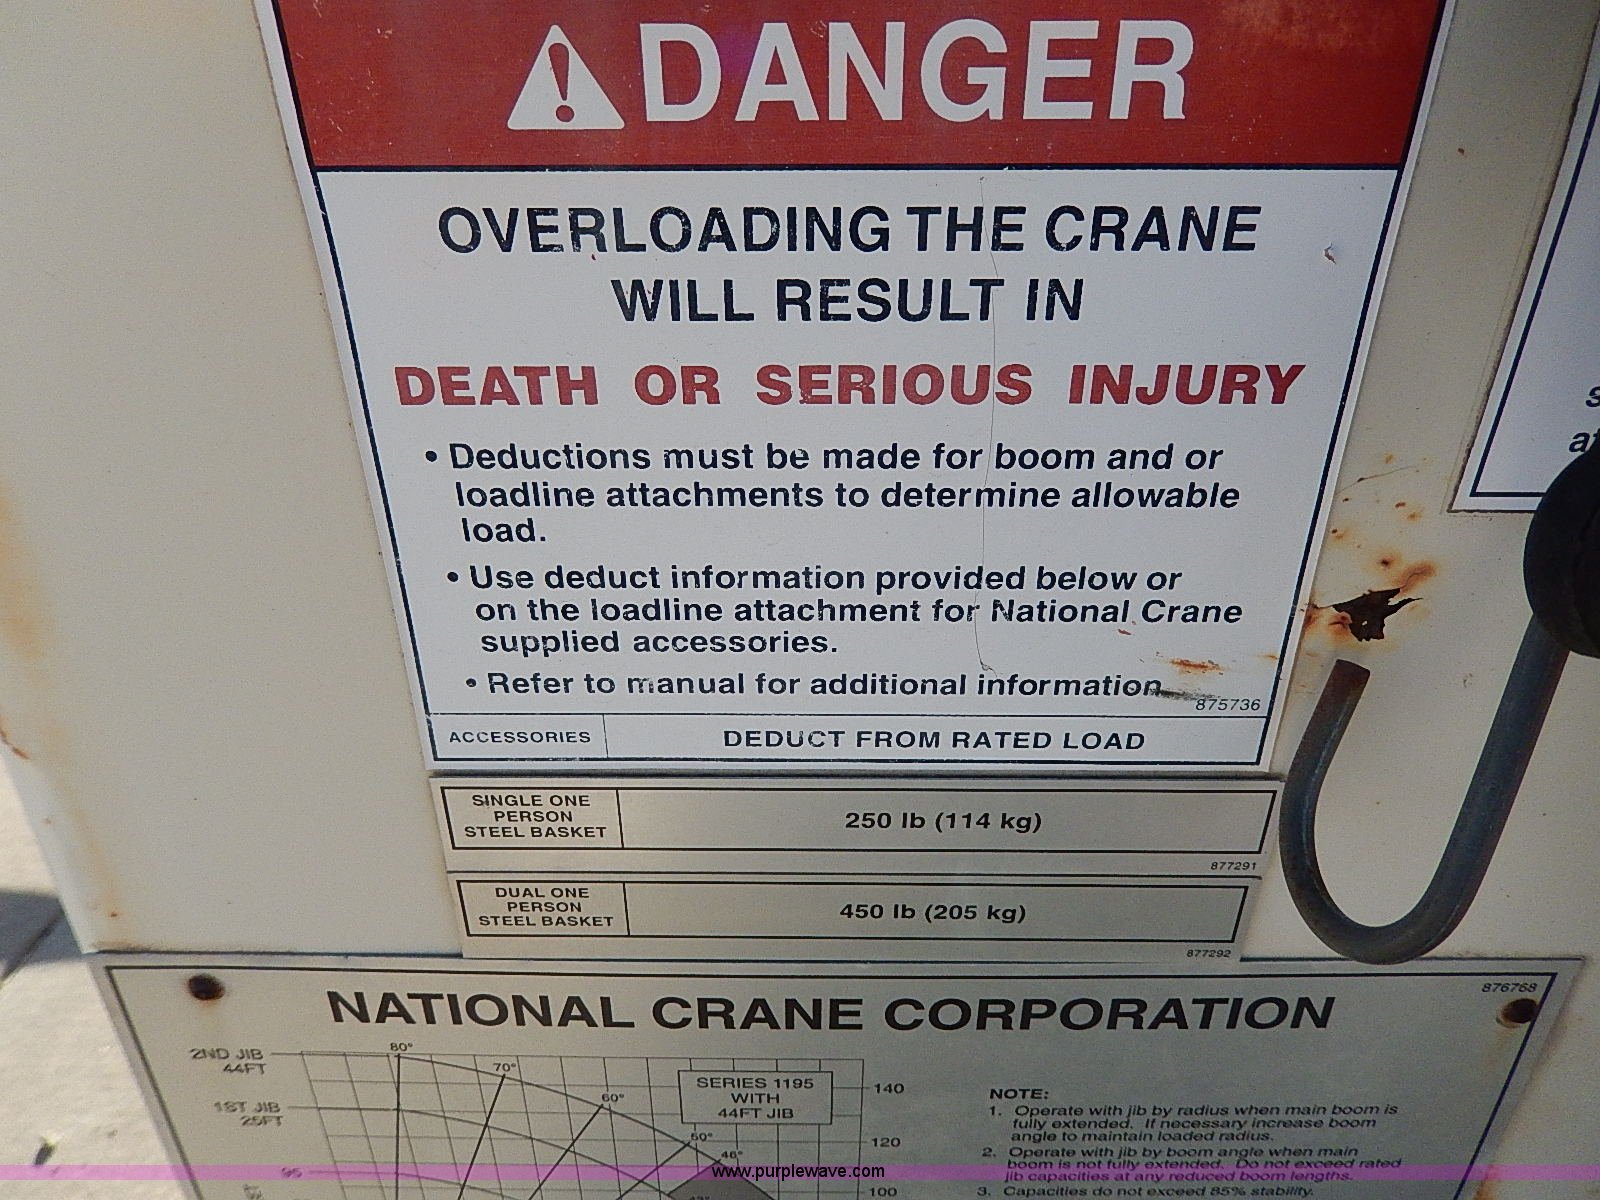 DANGER
OVERLOADING THE CRANE
WILL RESULT IN
DEATH OR SERIOUS INJURY
• Deductions must be made for boom and or
loadline attachments to determine allowable
load.
• Use deduct information provided below or
on the loadline attachment for National Crane
supplied accessories.
• Refer to manual for additional information
875736
ACCESSORIES DEDUCT FROM RATED LOAD
SINGLE ONE
PERSON
STEEL BASKET
250 lb (114 kg)
877291
DUAL ONE
PERSON
STEEL BASKET
450 lb (205 kg)
877292
876768
NATIONAL CRANE CORPORATION
2ND JIB
44FT
1ST JIB
25FT
95
80°
70°
60°
50°
46°
SERIES 1195
WITH
44FT JIB
140
120
100
NOTE:
1. Operate with jib by radius when main boom is
fully extended. If necessary increase boom
angle to maintain loaded radius.
2. Operate with jib by boom angle when main
boom is not fully extended. Do not exceed rated
jib capacities at any reduced boom lengths.
3. Capacities do not exceed 85% stability.
www.purplewave.com